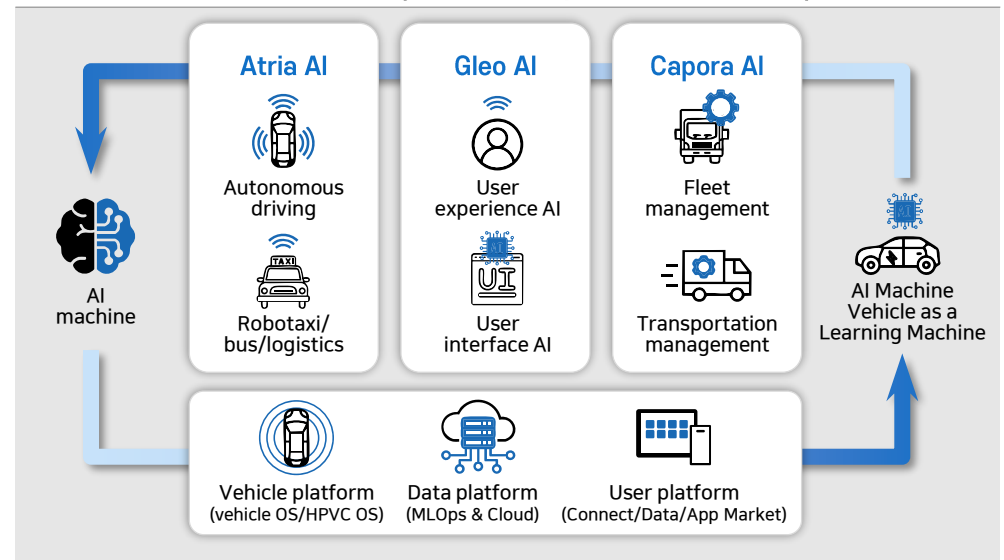 Atria AI
Autonomous
driving
TAXI
Robotaxi/
bus/logistics
Gleo AI
User
experience AI
AI
UI
User
interface AI
Capora AI
Fleet
management
Transportation
management
AI
machine
AI
AI Machine
Vehicle as a
Learning Machine
Vehicle platform
(vehicle OS/HPVC OS)
Data platform
(MLOps & Cloud)
User platform
(Connect/Data/App Market)